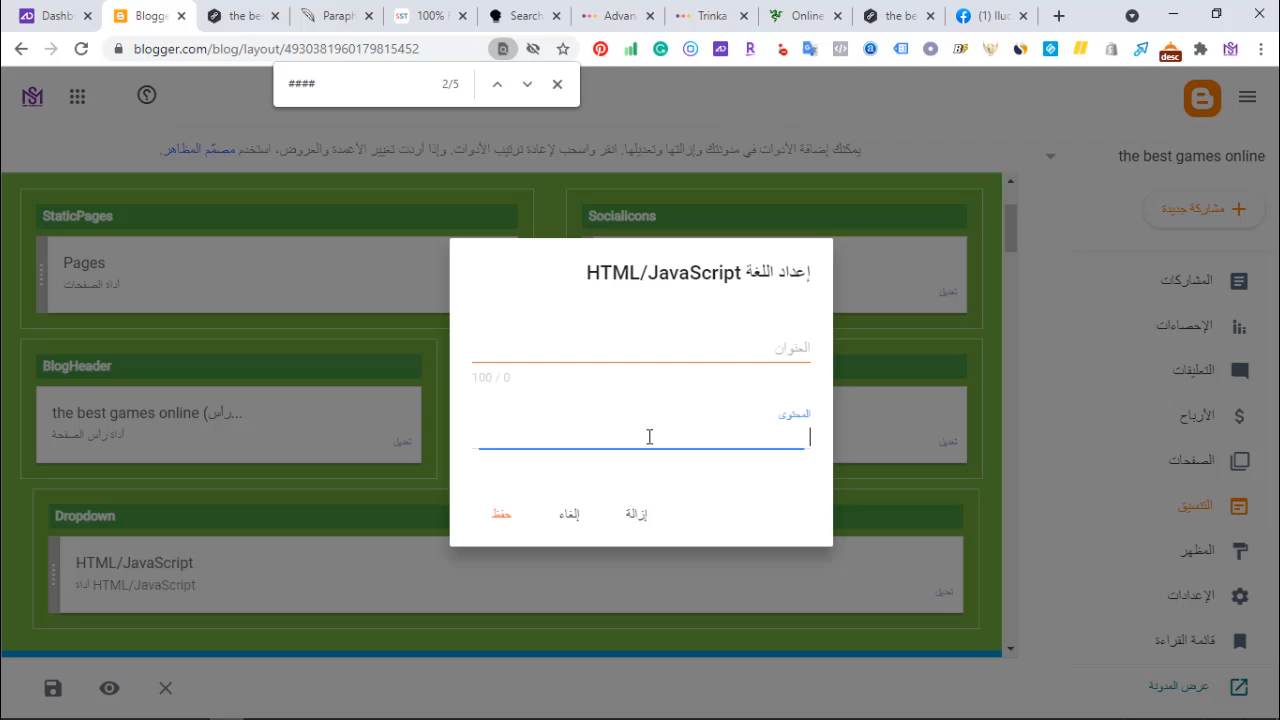 Dashb
Blogge
the be
Paraph
100% F
Search
Advan
Trinka
Online
the be
(1) Iluc
blogger.com/blog/layout/4930381960179815452
desc
####
2/5
يمكنك إضافة الأدوات في مدونتك وإزالتها وتعديلها. انقر واسحب لإعادة ترتيب الأدوات. وإذا أردت تغيير الأعمدة والعروض، استخدم مصمّم المظاهر.
the best games online
مشاركة جديدة
المشاركات
الإحصاءات
التعليقات
الأرباح
الصفحات
التنسيق
المظهر
الإعدادات
قائمة القراءة
عرض المدونة
StaticPages
Pages
أداة الصفحات
SocialIcons
تعديل
BlogHeader
the best games online (رأس...
أداة رأس الصفحة
تعديل
تعديل
Dropdown
HTML/JavaScript
أداة HTML/JavaScript
تعديل
إعداد اللغة HTML/JavaScript
العنوان
100 / 0
المحتوى
إزالة
إلغاء
حفظ